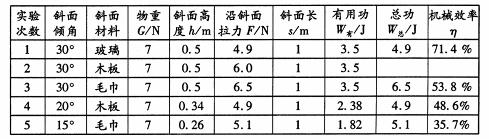 实验次数 斜面倾角 斜面材料 物重G/N 斜面高度h/m 沿斜面拉力F/N 斜面长s/m 有用功W有/J 总功W总/J 机械效率η
1 30° 玻璃 7 0.5 4.9 1 3.5 4.9 71.4 %
2 30° 木板 7 0.5 6.0 1 3.5
3 30° 毛巾 7 0.5 6.5 1 3.5 6.5 53.8 %
4 20° 木板 7 0.34 4.9 1 2.38 4.9 48.6%
5 15° 毛巾 7 0.26 5.1 1 1.82 5.1 35.7%